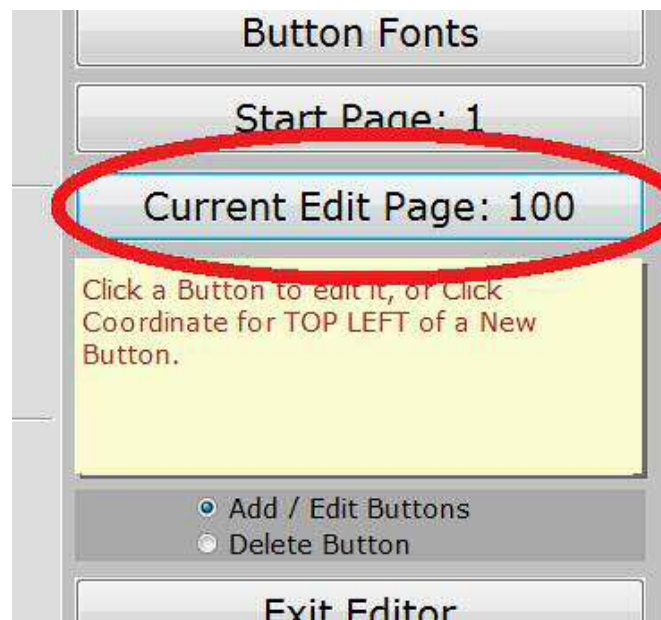 Button Fonts
Start Page: 1
Current Edit Page: 100
Click a Button to edit it, or Click
Coordinate for TOP LEFT of a New
Button.
Add / Edit Buttons
Delete Button
Exit Editor